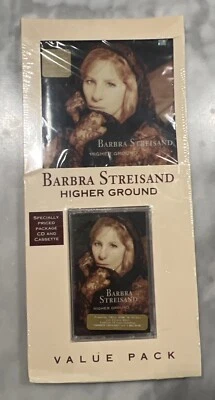 BARBRA STREISAND
HIGHER GROUND
BARBRA STREISAND
HIGHER GROUND
SPECIALLY
PRICED
PACKAGE
CD AND
CASSETTE
BARBRA
STREISAND
HIGHER GROUND
VALUE PACK